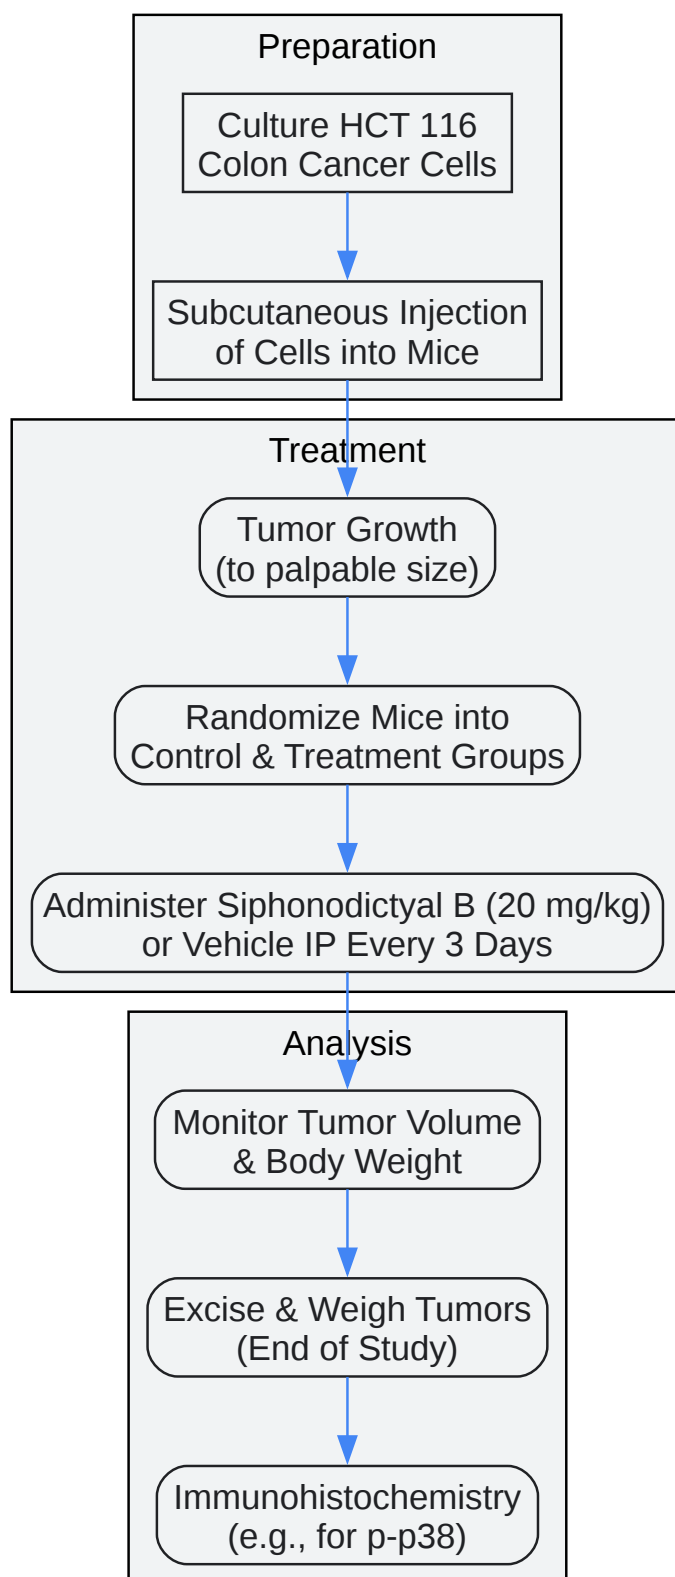 Preparation
Culture HCT 116
Colon Cancer Cells
Subcutaneous Injection
of Cells into Mice
Treatment
Tumor Growth
(to palpable size)
Randomize Mice into
Control & Treatment Groups
Administer Siphonodictyal B (20 mg/kg)
or Vehicle IP Every 3 Days
Analysis
Monitor Tumor Volume
& Body Weight
Excise & Weigh Tumors
(End of Study)
Immunohistochemistry
(e.g., for p-p38)